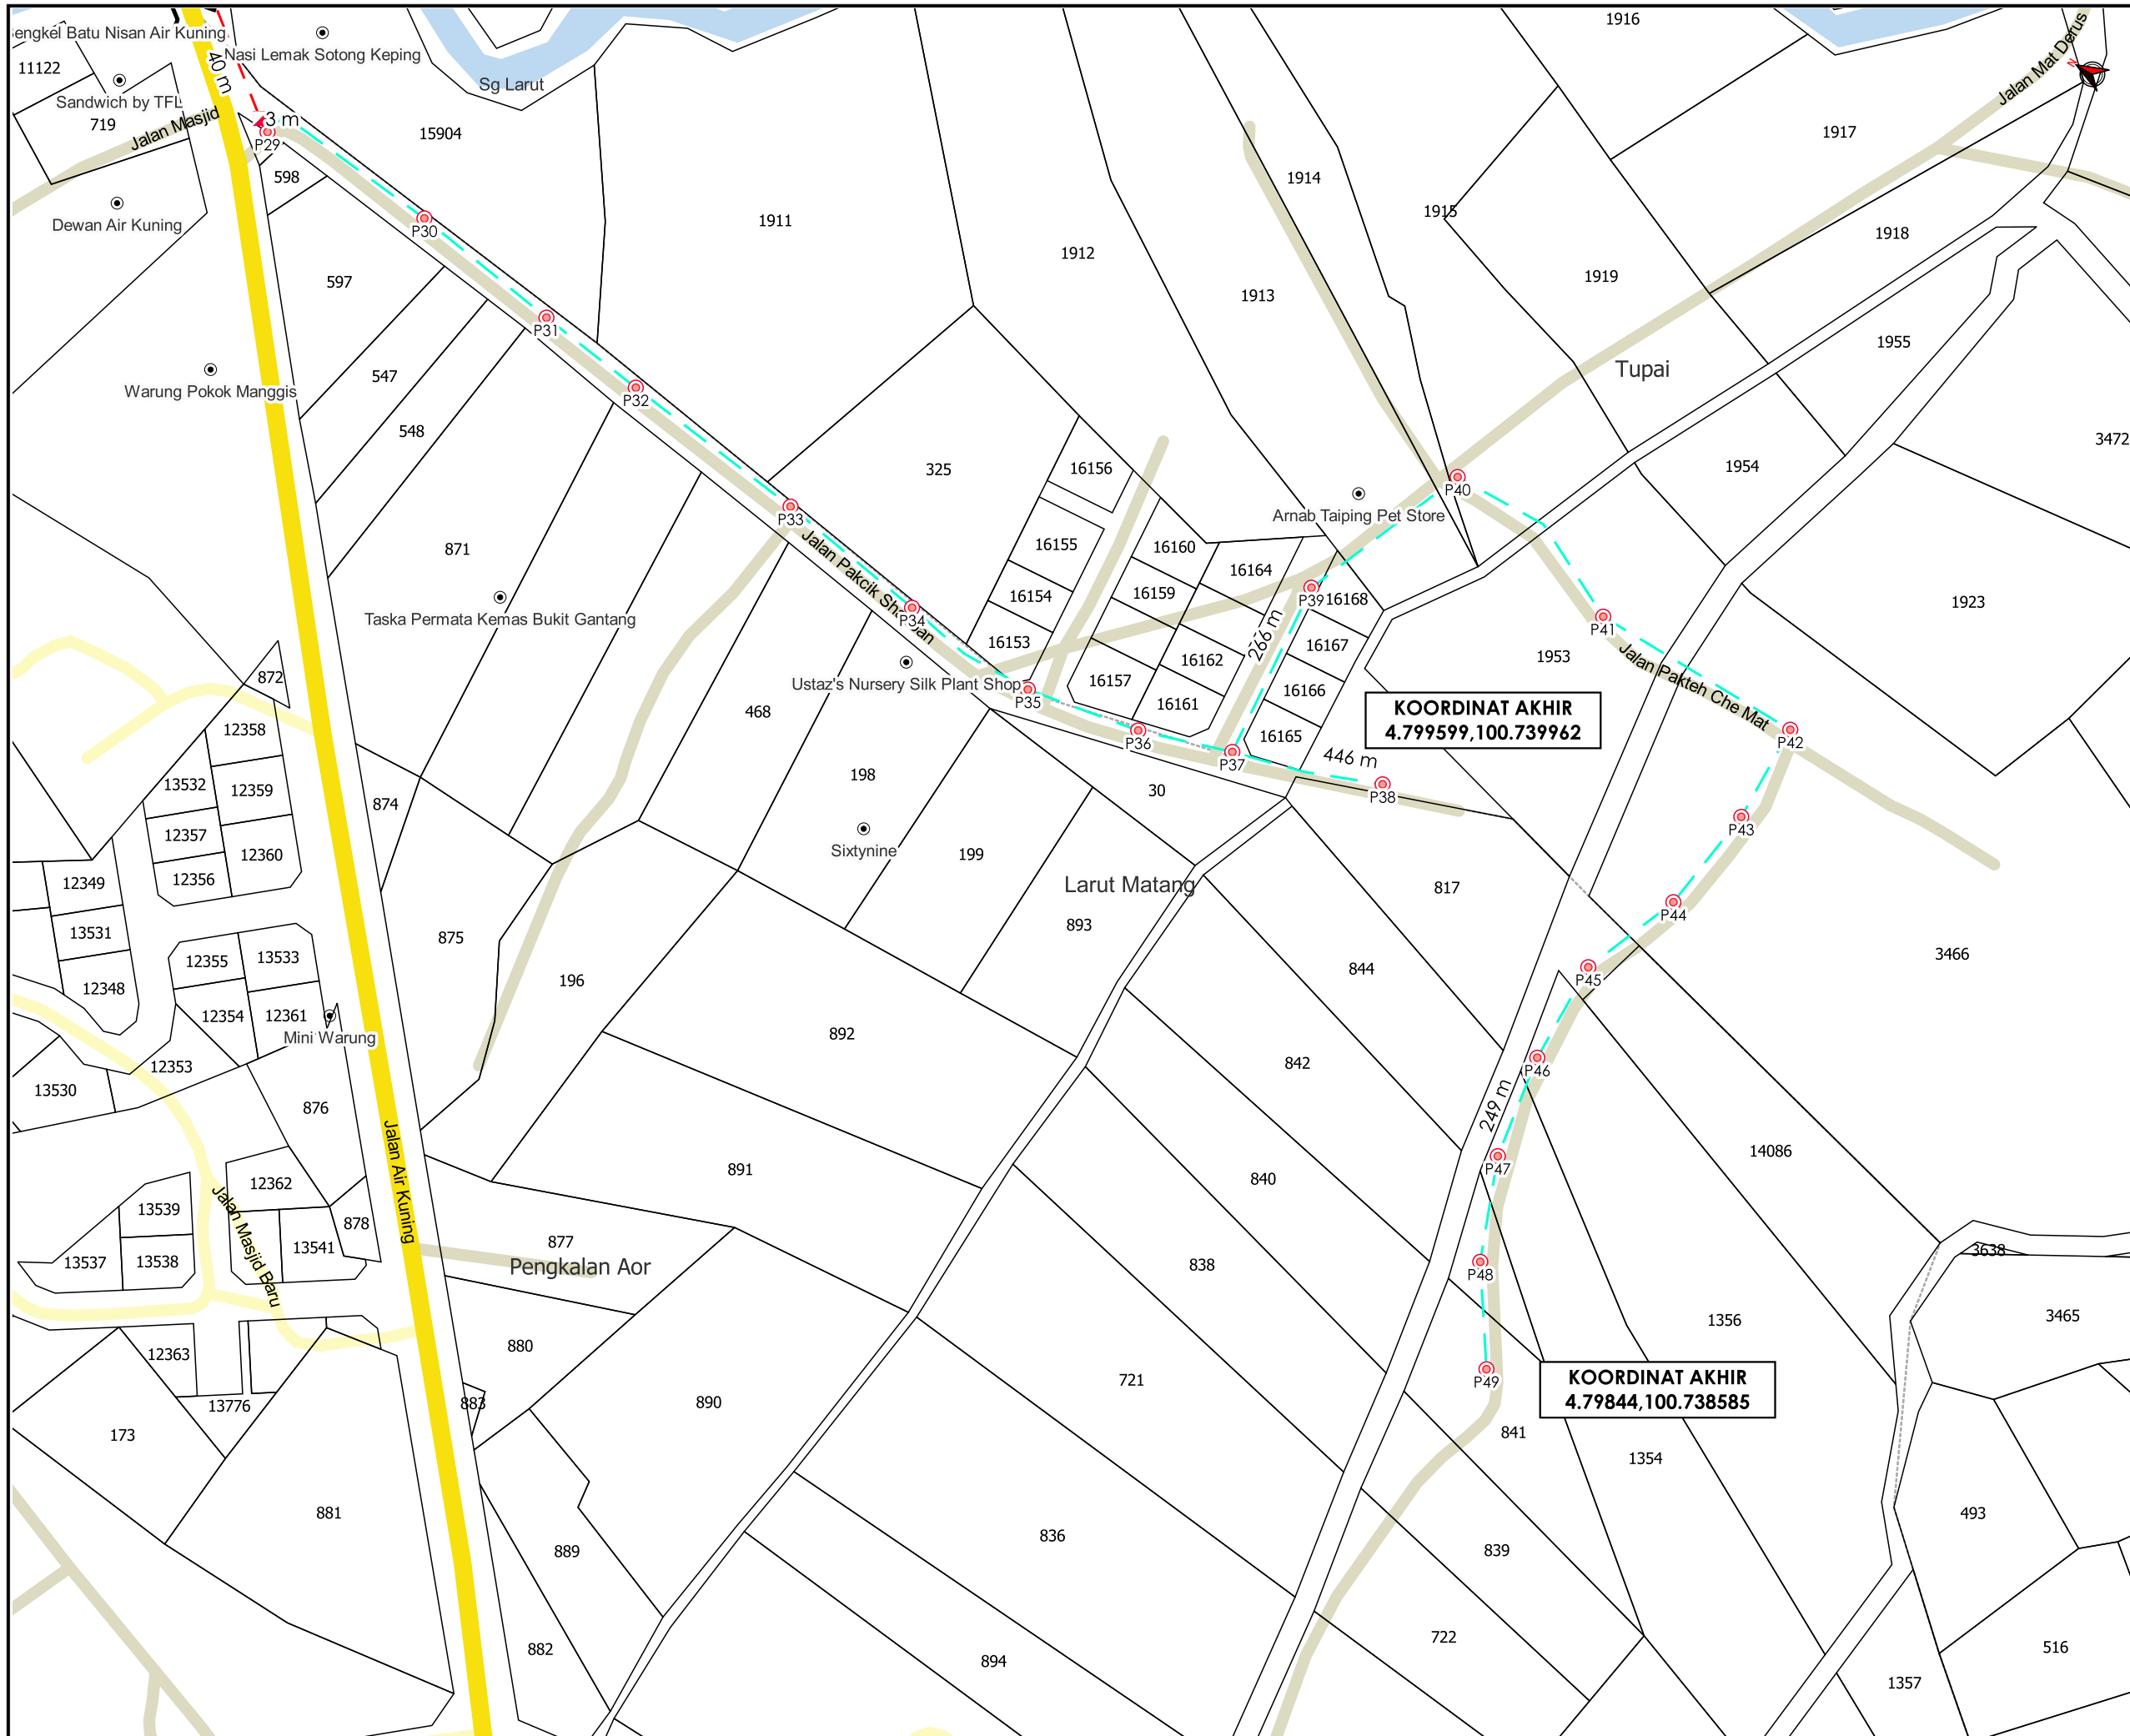 engkel Batu Nisan Air Kuning
40 m
Nasi Lemak Sotong Keping
11122
Sandwich by TFL
719
Jalan Masjid
3 m
P29
598
Dewan Air Kuning
15904
Sg Larut
P30
597
P31
1911
1912
1913
1914
1915
1916
1917
1918
1919
Jalan Mat Derus
N
1955
Tupai
1954
3472
Warung Pokok Manggis
547
548
P32
P33
325
16156
16155
16154
16153
16160
16159
16157
16164
16162
16161
16168
16167
16166
16165
Arnab Taiping Pet Store
P40
P39
266 m
871
Taska Permata Kemas Bukit Gantang
P34
Ustaz's Nursery Silk Plant Shop
P35
P36
P37
446 m
P38
1953
P41
Jalan Pakteh Che Mat
P42
1923
KOORDINAT AKHIR
4.799599,100.739962
P43
P44
P45
P46
249 m
P47
P48
P49
468
198
Sixtynine
199
30
Larut Matang
893
817
844
842
840
838
3466
14086
872
12358
13532
12359
12357
12360
12356
874
12349
13531
12348
12355
13533
12354
12361
Mini Warung
12353
13530
876
875
196
892
891
12362
13539
13538
13537
13541
878
Jalan Masjid Baru
Jalan Air Kuning
877
Pengkalan Aor
880
883
890
721
1356
3638
3465
KOORDINAT AKHIR
4.79844,100.738585
12363
13776
173
881
889
836
841
1354
839
493
722
882
894
1357
516